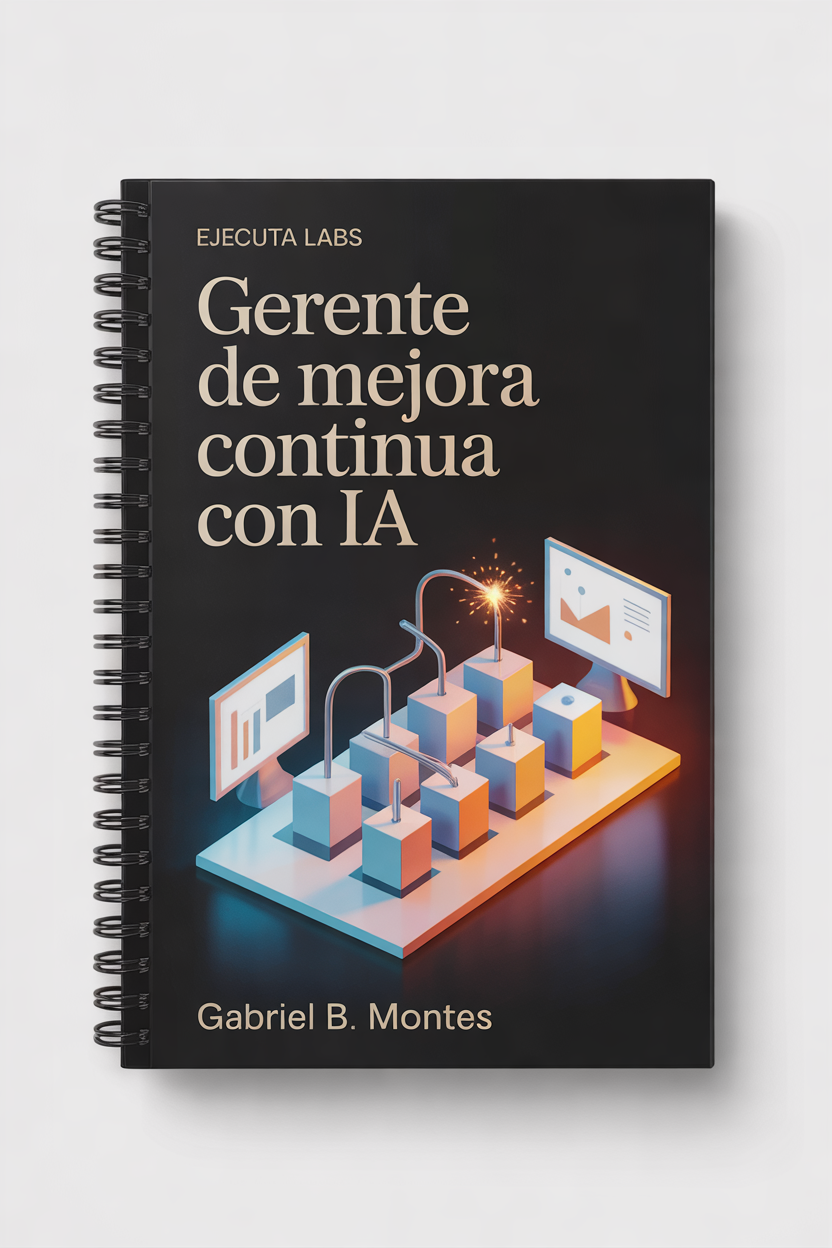 EJECUTA LABS
Gerente
de mejora
continua
con IA
Gabriel B. Montes